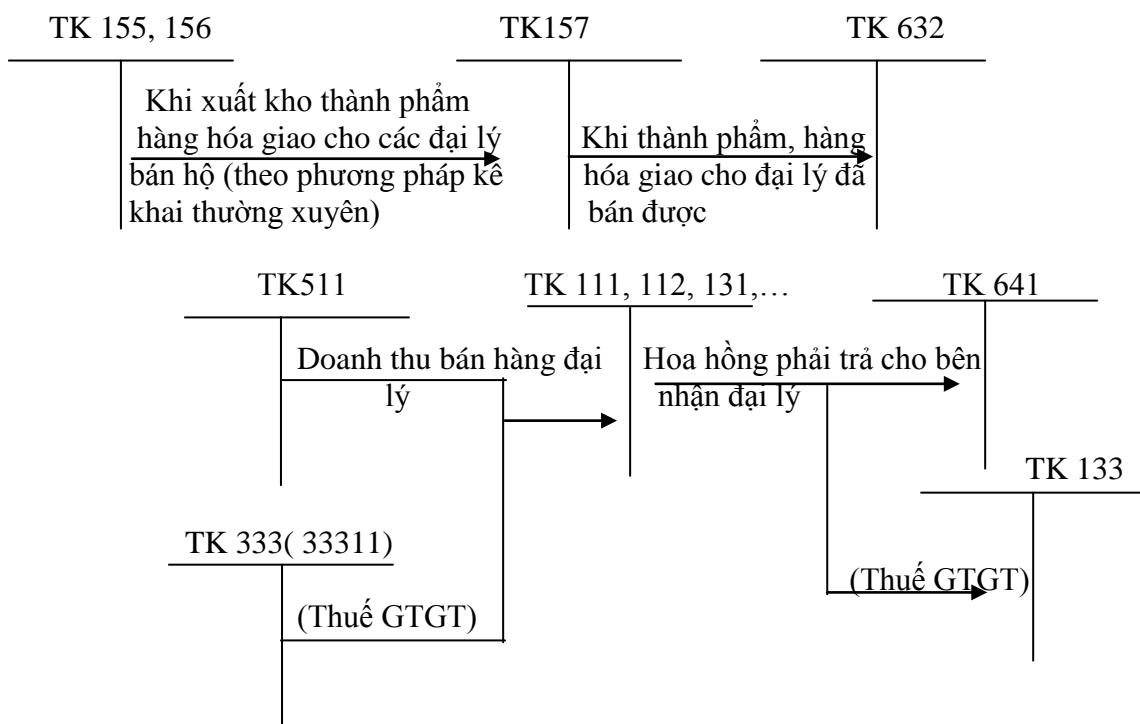 TK 155, 156
TK157
TK 632
Khi xuất kho thành phẩm
hàng hóa giao cho các đại lý
bán hộ (theo phương pháp kê
khai thường xuyên)
Khi thành phẩm, hàng
hóa giao cho đại lý đã
bán được
TK511
TK 111, 112, 131,…
TK 641
Doanh thu bán hàng đại
lý
Hoa hồng phải trả cho bên
nhận đại lý
TK 133
TK 333( 33311)
(Thuế GTGT)
(Thuế GTGT)